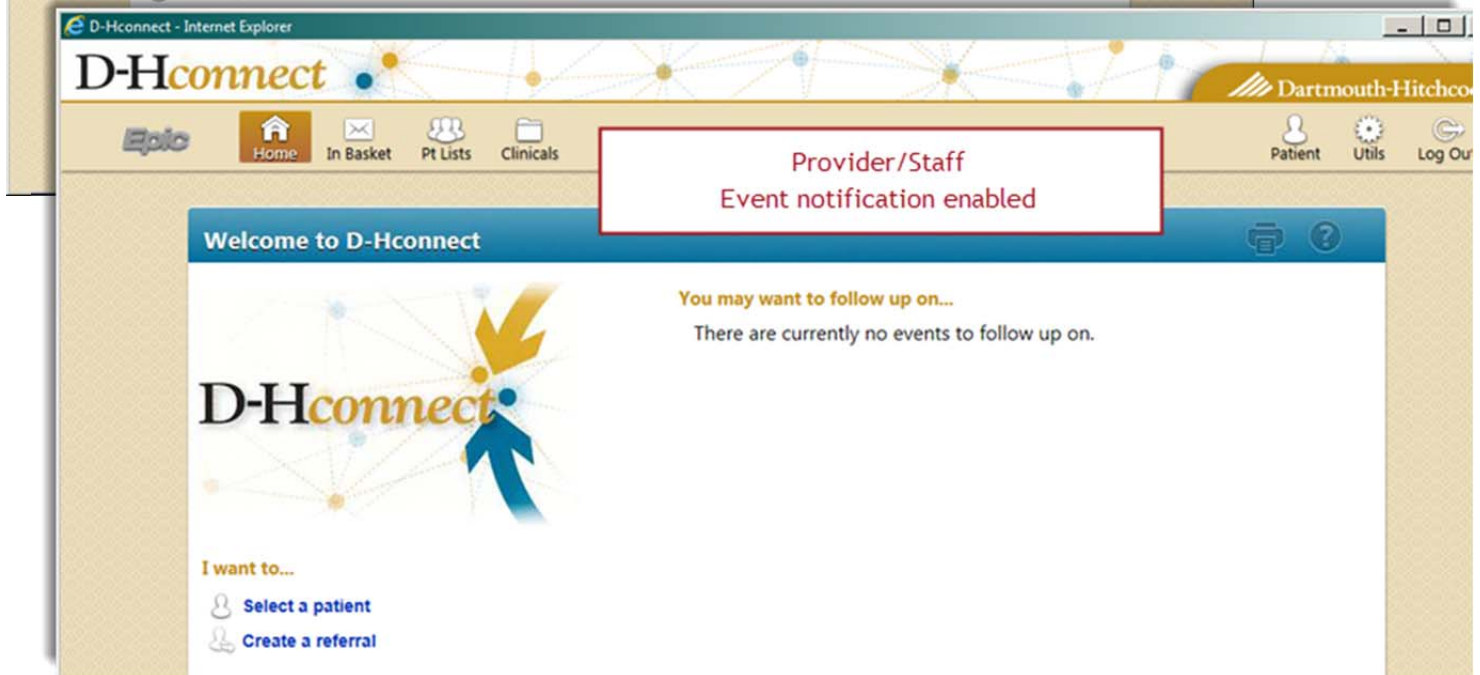 D-Hconnect - Internet Explorer
D-Hconnect
Dartmouth-Hitchco
Epic
Home
In Basket
Pt Lists
Clinicals
Provider/Staff
Event notification enabled
Patient
Utils
Log Ou
Welcome to D-Hconnect
You may want to follow up on...
There are currently no events to follow up on.
D-Hconnect
I want to...
Select a patient
Create a referral